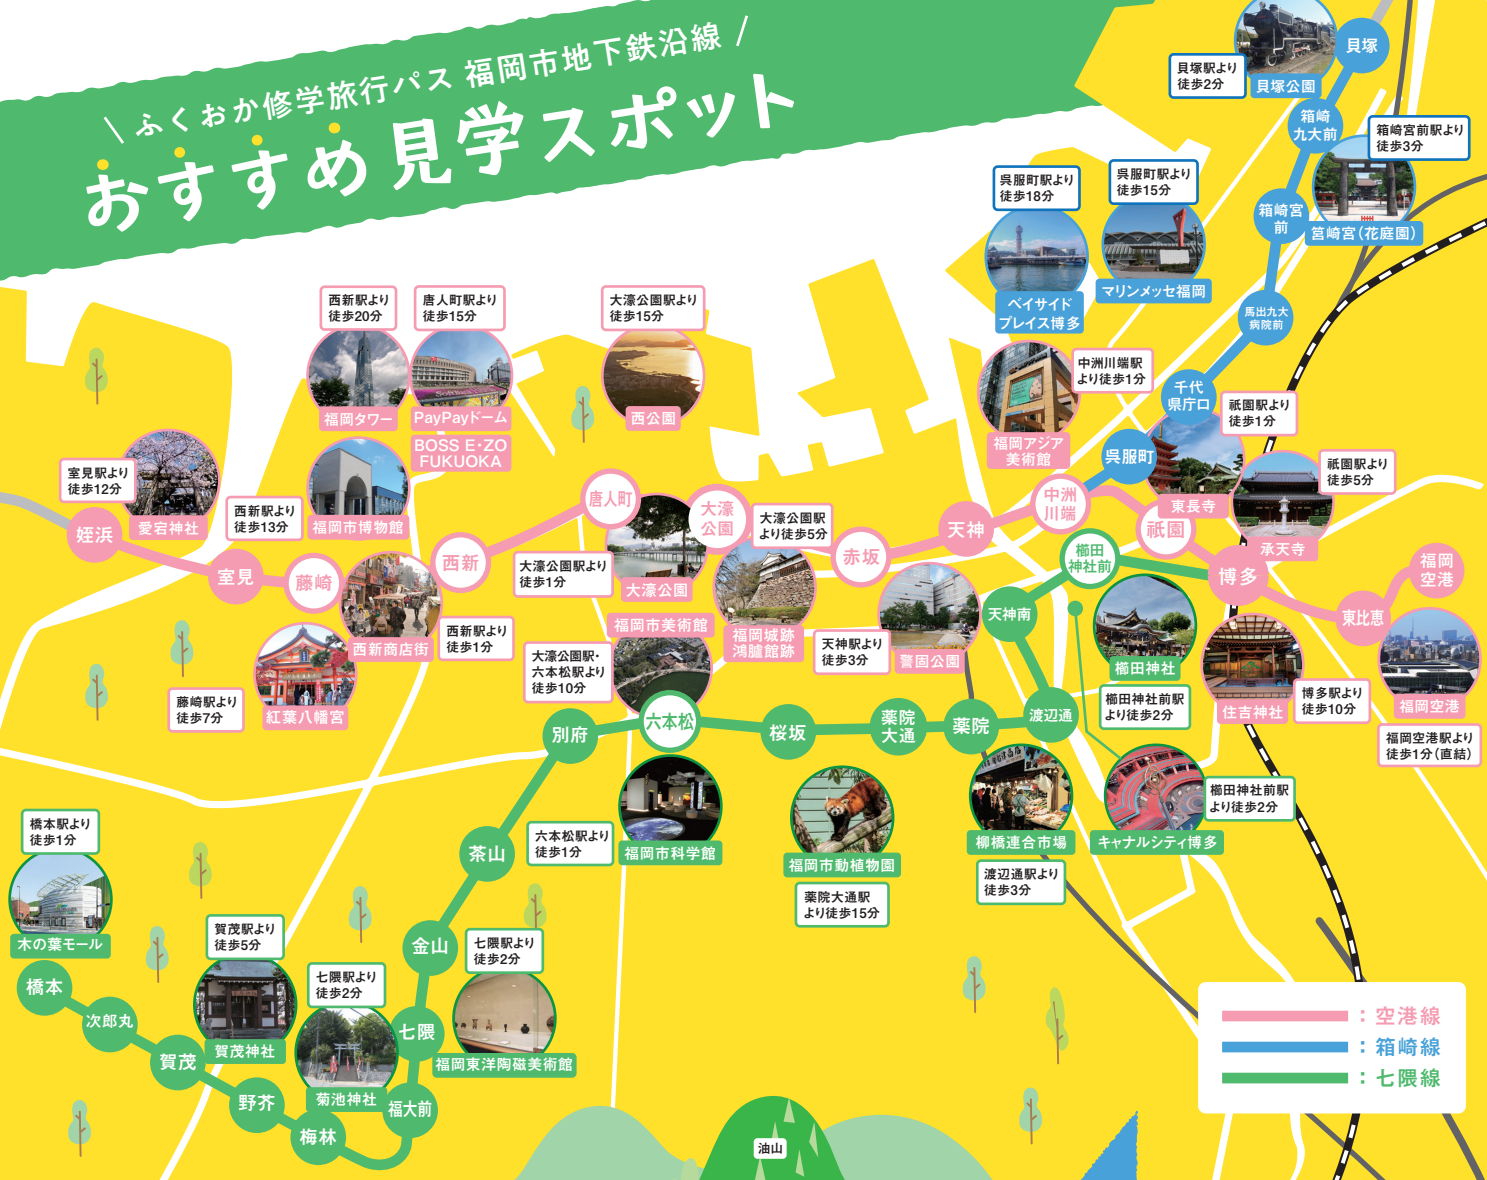 ふくおか修学旅行パス 福岡市地下鉄沿線
おすすめ見学スポット
貝塚駅より
徒歩2分
貝塚公園
貝塚
箱崎
九大前
箱崎宮前駅より
徒歩3分
筥崎宮（花庭園）
箱崎宮
前
呉服町駅より
徒歩18分
ベイサイド
プレイス博多
呉服町駅より
徒歩15分
マリンメッセ福岡
馬出九大
病院前
千代
県庁口
呉服町
西新駅より
徒歩20分
福岡タワー
唐人町駅より
徒歩15分
PayPayドーム
BOSS E・ZO
FUKUOKA
大濠公園駅より
徒歩15分
西公園
中洲川端駅
より徒歩1分
福岡アジア
美術館
祇園駅より
徒歩1分
東長寺
祇園駅より
徒歩5分
承天寺
室見駅より
徒歩12分
愛宕神社
西新駅より
徒歩13分
福岡市博物館
姪浜
室見
藤崎
西新
唐人町
大濠
公園
赤坂
天神
中洲
川端
祇園
博多
東比恵
福岡
空港
大濠公園駅より
徒歩1分
大濠公園
大濠公園駅
より徒歩5分
福岡城跡
鴻臚館跡
西新商店街
西新駅より
徒歩1分
藤崎駅より
徒歩7分
紅葉八幡宮
福岡市美術館
大濠公園駅・
六本松駅より
徒歩10分
天神駅より
徒歩3分
警固公園
櫛田
神社前
天神南
渡辺通
薬院
薬院
大通
桜坂
六本松
別府
茶山
金山
七隈
福大前
梅林
野芥
賀茂
次郎丸
橋本
櫛田神社
櫛田神社前駅
より徒歩2分
住吉神社
博多駅より
徒歩10分
福岡空港
福岡空港駅より
徒歩1分（直結）
六本松駅より
徒歩1分
福岡市科学館
福岡市動植物園
薬院大通駅
より徒歩15分
柳橋連合市場
渡辺通駅より
徒歩3分
キャナルシティ博多
櫛田神社前駅
より徒歩2分
橋本駅より
徒歩1分
木の葉モール
賀茂駅より
徒歩5分
賀茂神社
七隈駅より
徒歩2分
菊池神社
七隈駅より
徒歩2分
福岡東洋陶磁美術館
油山
：空港線
：箱崎線
：七隈線